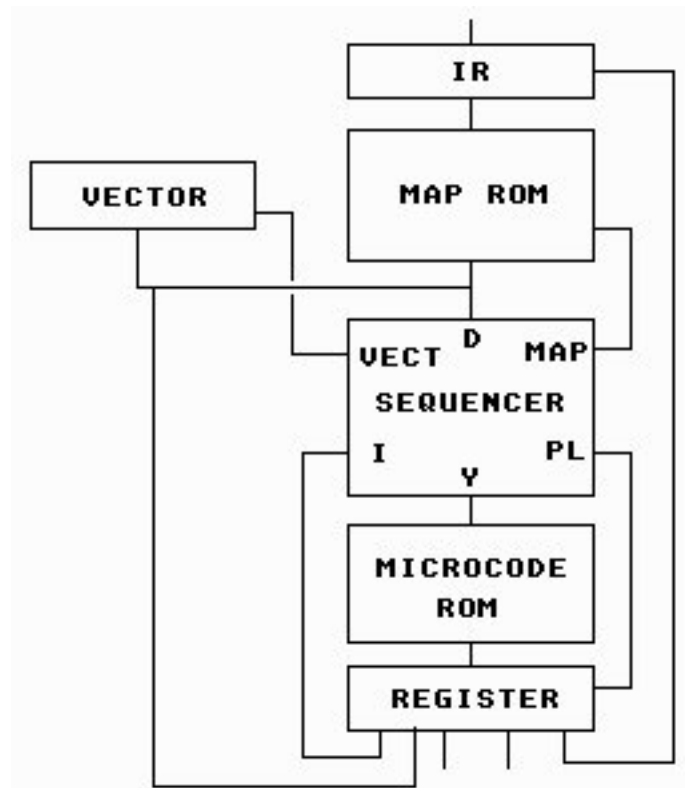 IR
MAP ROM
VECTOR
D
VECT
MAP
SEQUENCER
I
PL
Y
MICROCODE
ROM
REGISTER